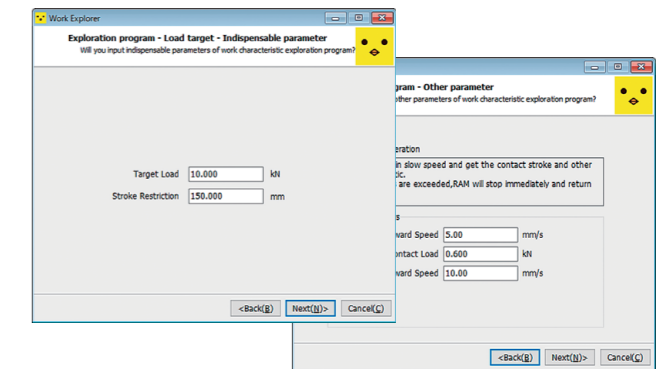 Work Explorer
Exploration program - Load target - Indispensable parameter
Will you input indispensable parameters of work characteristic exploration program?
Target Load 10.000 kN
Stroke Restriction 150.000 mm
<Back(B) Next(N)> Cancel(C)
gram - Other parameter
other parameters of work characteristic exploration program?
eration
in slow speed and get the contact stroke and other
tic.
are exceeded,RAM will stop immediately and return
s
ward Speed 5.00 mm/s
ontact Load 0.600 kN
ward Speed 10.00 mm/s
<Back(B) Next(N)> Cancel(C)